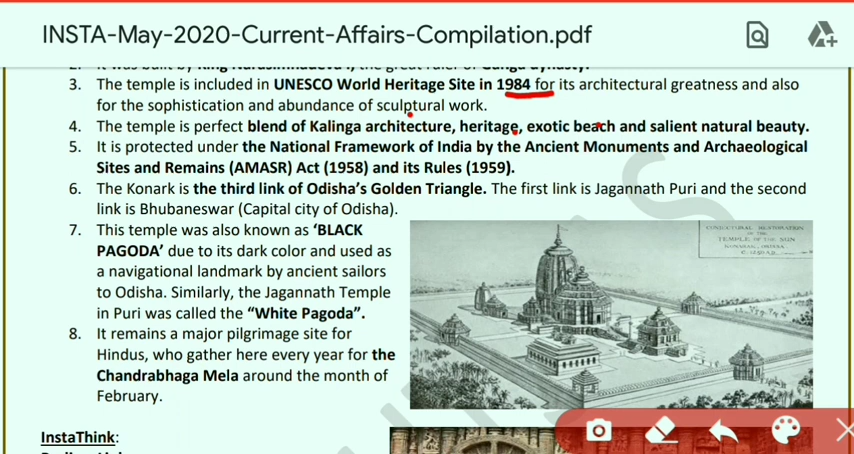 INSTA-May-2020-Current-Affairs-Compilation.pdf
3. The temple is included in UNESCO World Heritage Site in 1984 for its architectural greatness and also
for the sophistication and abundance of sculptural work.
4. The temple is perfect blend of Kalinga architecture, heritage, exotic beach and salient natural beauty.
5. It is protected under the National Framework of India by the Ancient Monuments and Archaeological
Sites and Remains (AMASR) Act (1958) and its Rules (1959).
6. The Konark is the third link of Odisha’s Golden Triangle. The first link is Jagannath Puri and the second
link is Bhubaneswar (Capital city of Odisha).
7. This temple was also known as ‘BLACK
PAGODA’ due to its dark color and used as
a navigational landmark by ancient sailors
to Odisha. Similarly, the Jagannath Temple
in Puri was called the “White Pagoda”.
8. It remains a major pilgrimage site for
Hindus, who gather here every year for the
Chandrabhaga Mela around the month of
February.
CONJECTURAL RESTORATION
OF THE
TEMPLE OF THE SUN
InstaThink: